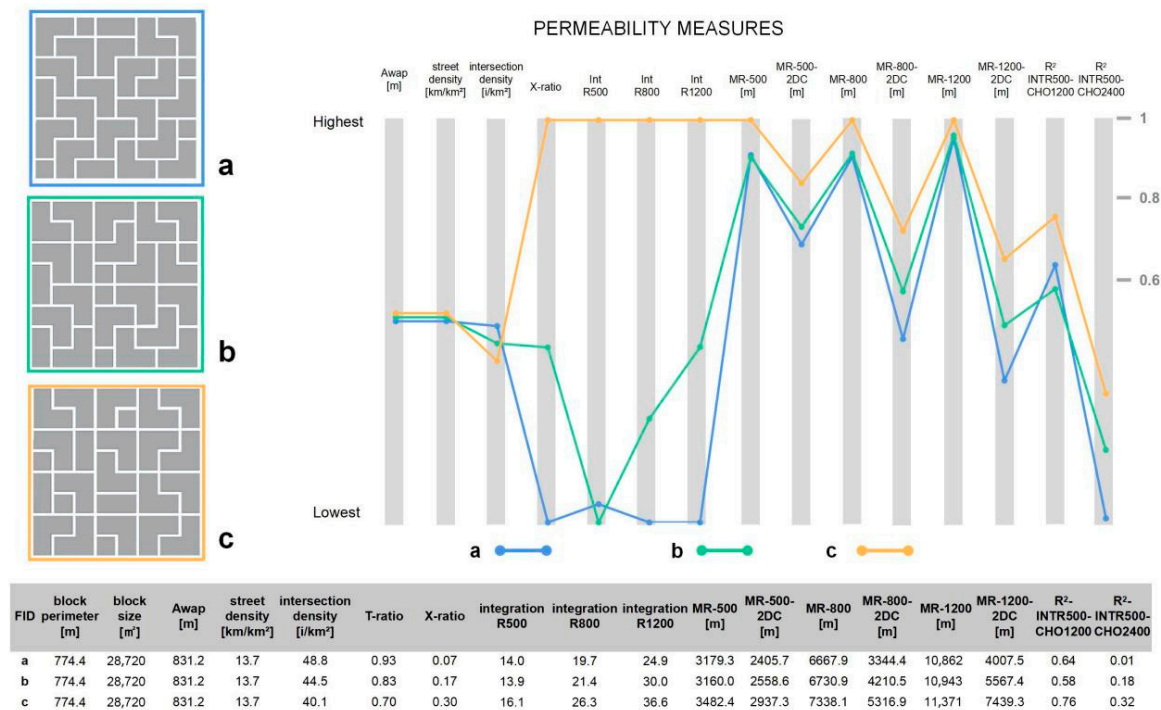 PERMEABILITY MEASURES
Awap [m]
street density [km/km²]
intersection density [i/km²]
X-ratio
Int R500
Int R800
Int R1200
MR-500 [m]
MR-500-2DC [m]
MR-800 [m]
MR-800-2DC [m]
MR-1200 [m]
MR-1200-2DC [m]
R² INTR500-CHO1200
R² INTR500-CHO2400
Highest
1
0.8
0.6
Lowest
a
b
c
a
b
c
FID block perimeter [m] block size [㎡] Awap [m] street density [km/km²] intersection density [i/km²] T-ratio X-ratio integration R500 integration R800 integration R1200 MR-500 [m] MR-500-2DC [m] MR-800 [m] MR-800-2DC [m] MR-1200 [m] MR-1200-2DC [m] R²-INTR500-CHO1200 R²-INTR500-CHO2400
a 774.4 28,720 831.2 13.7 48.8 0.93 0.07 14.0 19.7 24.9 3179.3 2405.7 6667.9 3344.4 10,862 4007.5 0.64 0.01
b 774.4 28,720 831.2 13.7 44.5 0.83 0.17 13.9 21.4 30.0 3160.0 2558.6 6730.9 4210.5 10,943 5567.4 0.58 0.18
c 774.4 28,720 831.2 13.7 40.1 0.70 0.30 16.1 26.3 36.6 3482.4 2937.3 7338.1 5316.9 11,371 7439.3 0.76 0.32